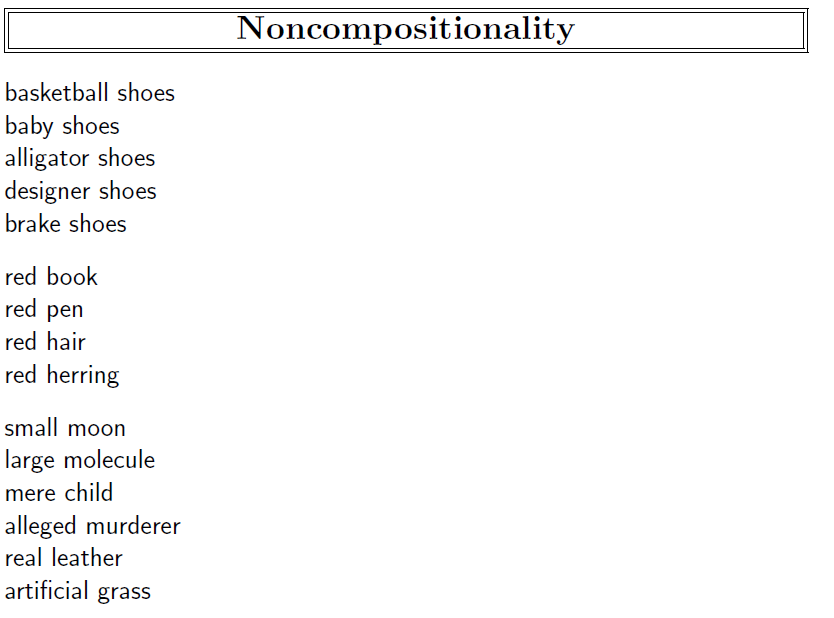 Noncompositionality
basketball shoes
baby shoes
alligator shoes
designer shoes
brake shoes
red book
red pen
red hair
red herring
small moon
large molecule
mere child
alleged murderer
real leather
artificial grass